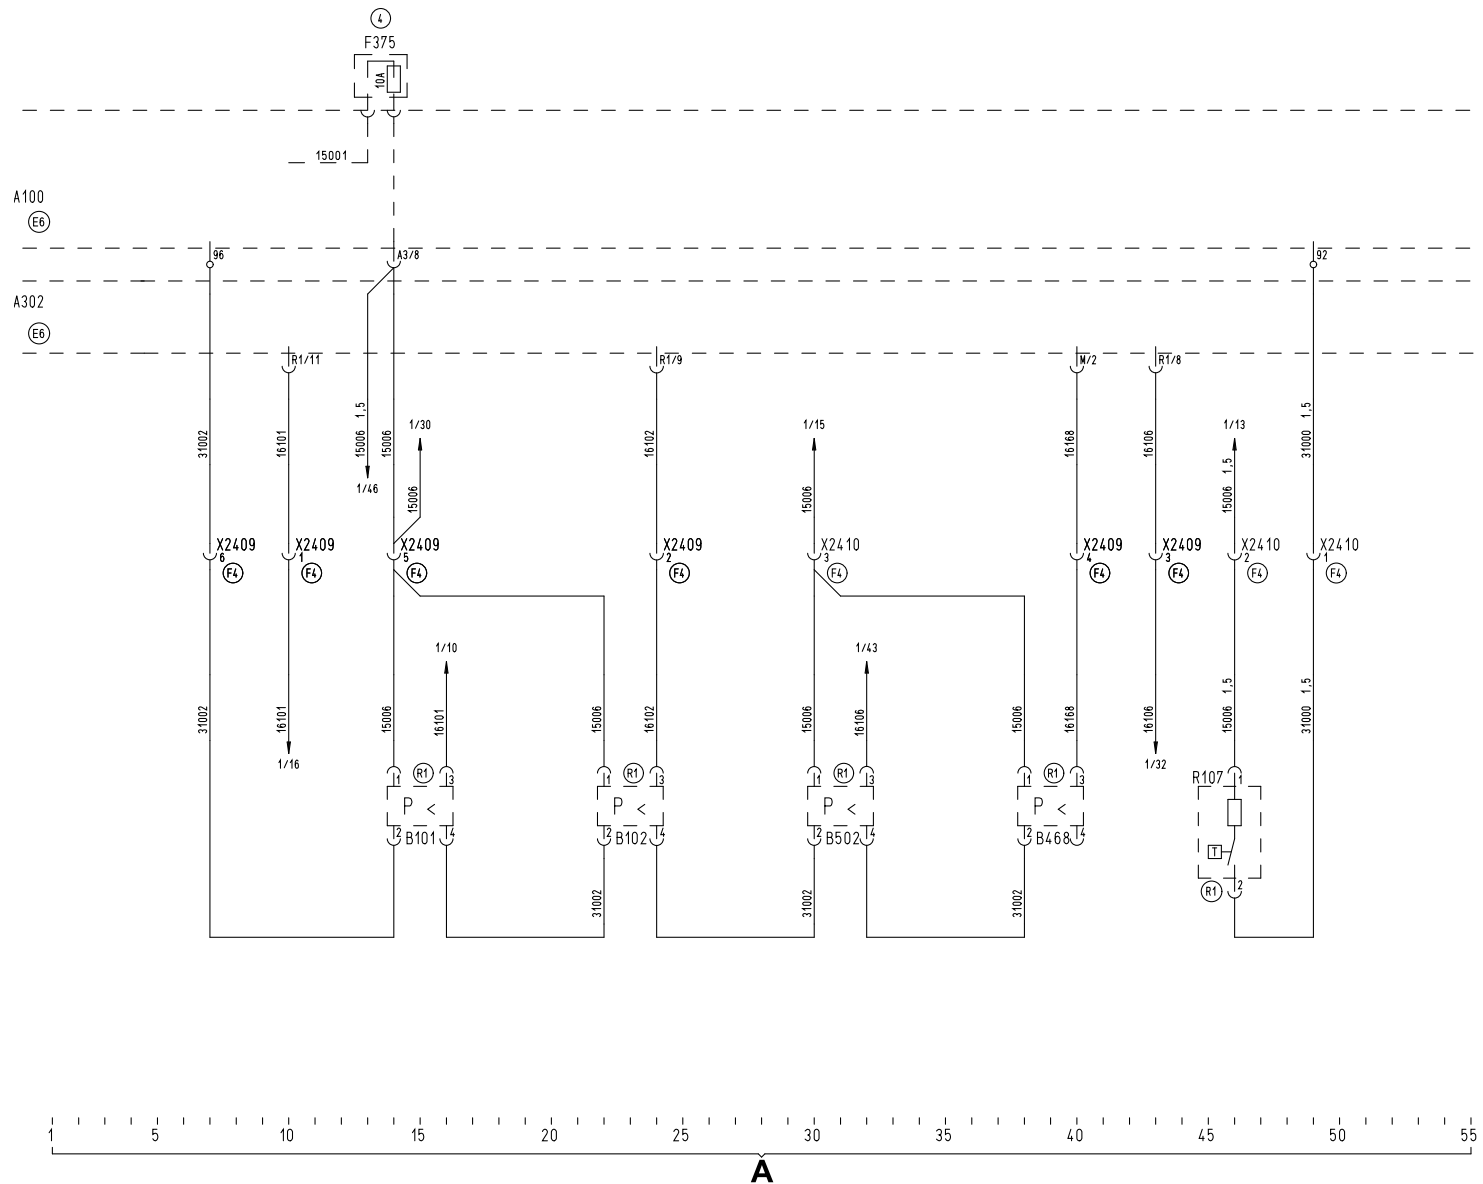 4
F375
10A
15001
A100
E6
96 A3/8 92
A302
E6
R1/11 R1/9 M/2 R1/8
1/30 1/15 1/13
31002 16101 15006 1,5 15006 16102 16168 16106 31000 1,5
1/46
15006 15006 15006 1,5
X2409 X2409 X2409 X2409 X2410 X2409 X2409 X2410 X2410
6 1 5 2 3 4 3 2 1
F4 F4 F4 F4 F4 F4 F4 F4 F4
1/10 1/43
31002 16101 15006 16101 15006 16102 15006 16106 15006 16168 16106 15006 1,5 31000 1,5
1/16 1/32
1 R1 3 1 R1 3 1 R1 3 1 R1 3 R107 1
P < P < P < P <
2 B101 4 2 B102 4 2 B502 4 2 B468 4
T
R1 2
31002 31002 31002
1 5 10 15 20 25 30 35 40 45 50 55
A